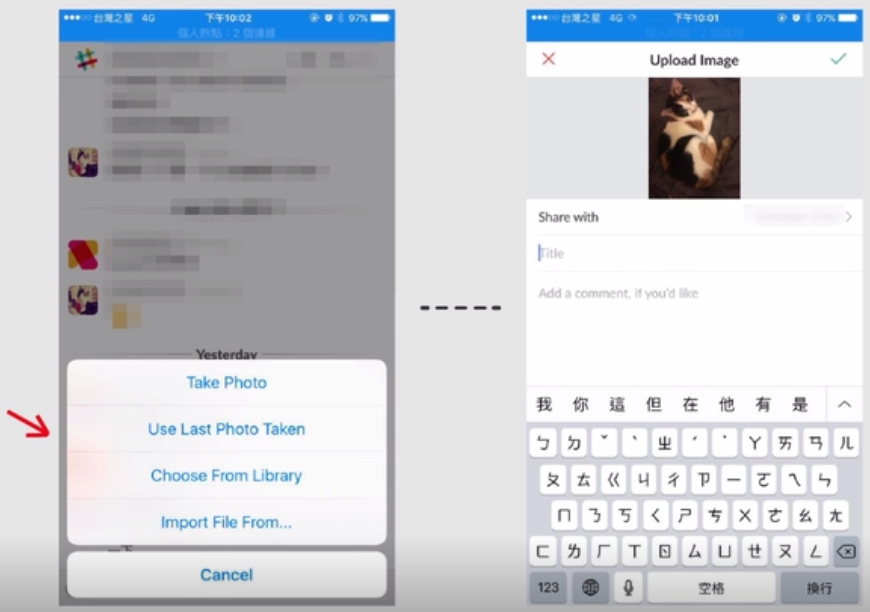 台灣之星 4G 下午10:02 97%
個人熱點：2 個連線
Yesterday
Take Photo
Use Last Photo Taken
Choose From Library
Import File From...
一下
Cancel
台灣之星 4G 下午10:01 97%
Upload Image
Share with
Title
Add a comment, if you'd like
我 你 這 但 在 他 有 是
ㄅ ㄉ ˇ ˋ ㄓ ˊ ˙ ㄚ ㄞ ㄢ ㄦ
ㄆ ㄊ ㄍ ㄐ ㄔ ㄗ ㄧ ㄛ ㄟ ㄣ
ㄇ ㄋ ㄎ ㄑ ㄕ ㄘ ㄨ ㄜ ㄠ ㄤ
ㄈ ㄌ ㄏ ㄒ ㄖ ㄙ ㄩ ㄝ ㄡ ㄥ
123 空格 換行